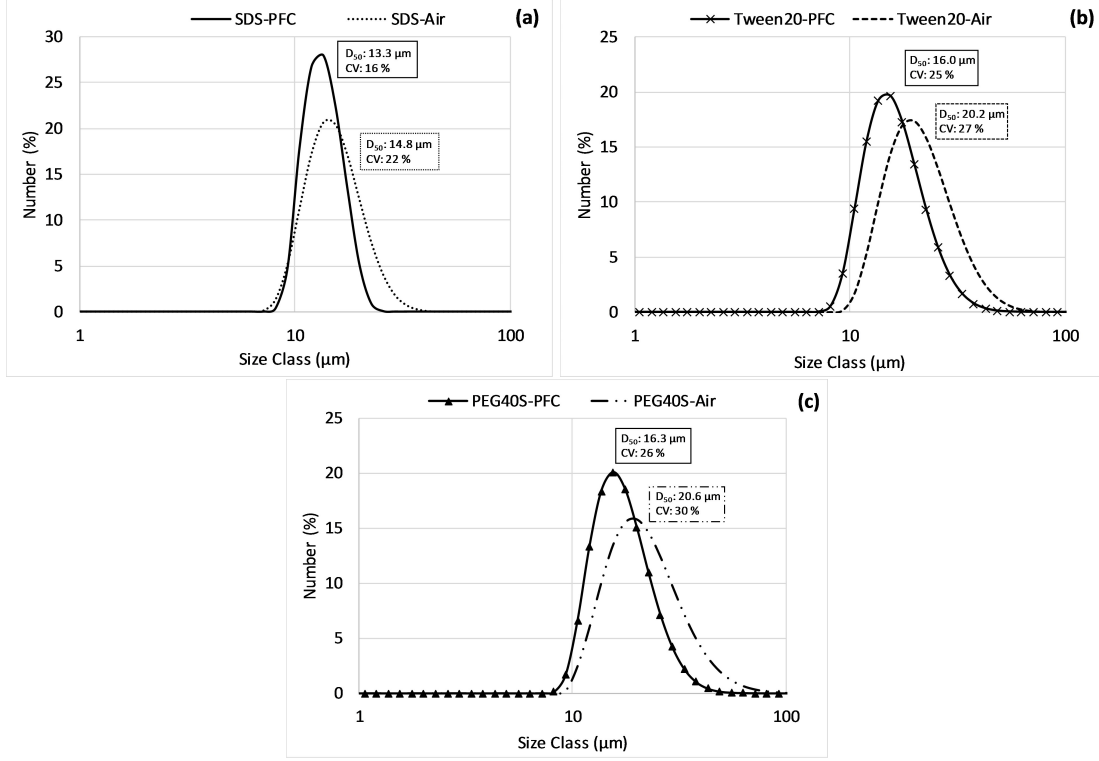 SDS-PFC SDS-Air (a)
30
25
20
15
10
5
0
Number (%)
D₅₀: 13.3 µm
CV: 16 %
D₅₀: 14.8 µm
CV: 22 %
1 10 100
Size Class (µm)
Tween20-PFC Tween20-Air (b)
25
20
15
10
5
0
Number (%)
D₅₀: 16.0 µm
CV: 25 %
D₅₀: 20.2 µm
CV: 27 %
1 10 100
Size Class (µm)
PEG40S-PFC PEG40S-Air (c)
25
20
15
10
5
0
Number (%)
D₅₀: 16.3 µm
CV: 26 %
D₅₀: 20.6 µm
CV: 30 %
1 10 100
Size Class (µm)